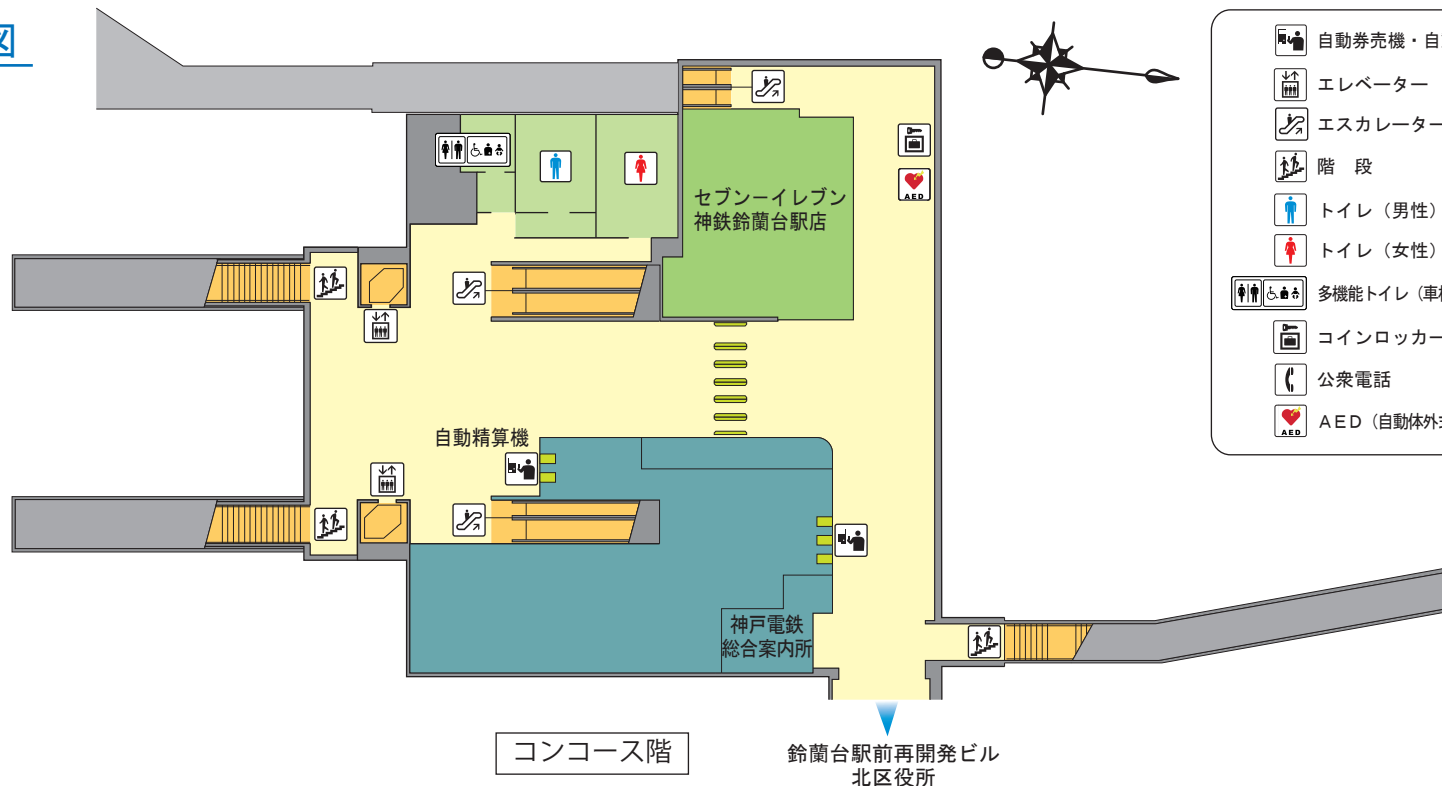 図
自動券売機・自
エレベーター
エスカレーター
階　段
トイレ（男性）
トイレ（女性）
多機能トイレ（車
コインロッカー
公衆電話
AED
ＡＥＤ（自動体外
AED
セブンーイレブン
神鉄鈴蘭台駅店
自動精算機
神戸電鉄
総合案内所
コンコース階
鈴蘭台駅前再開発ビル
北区役所